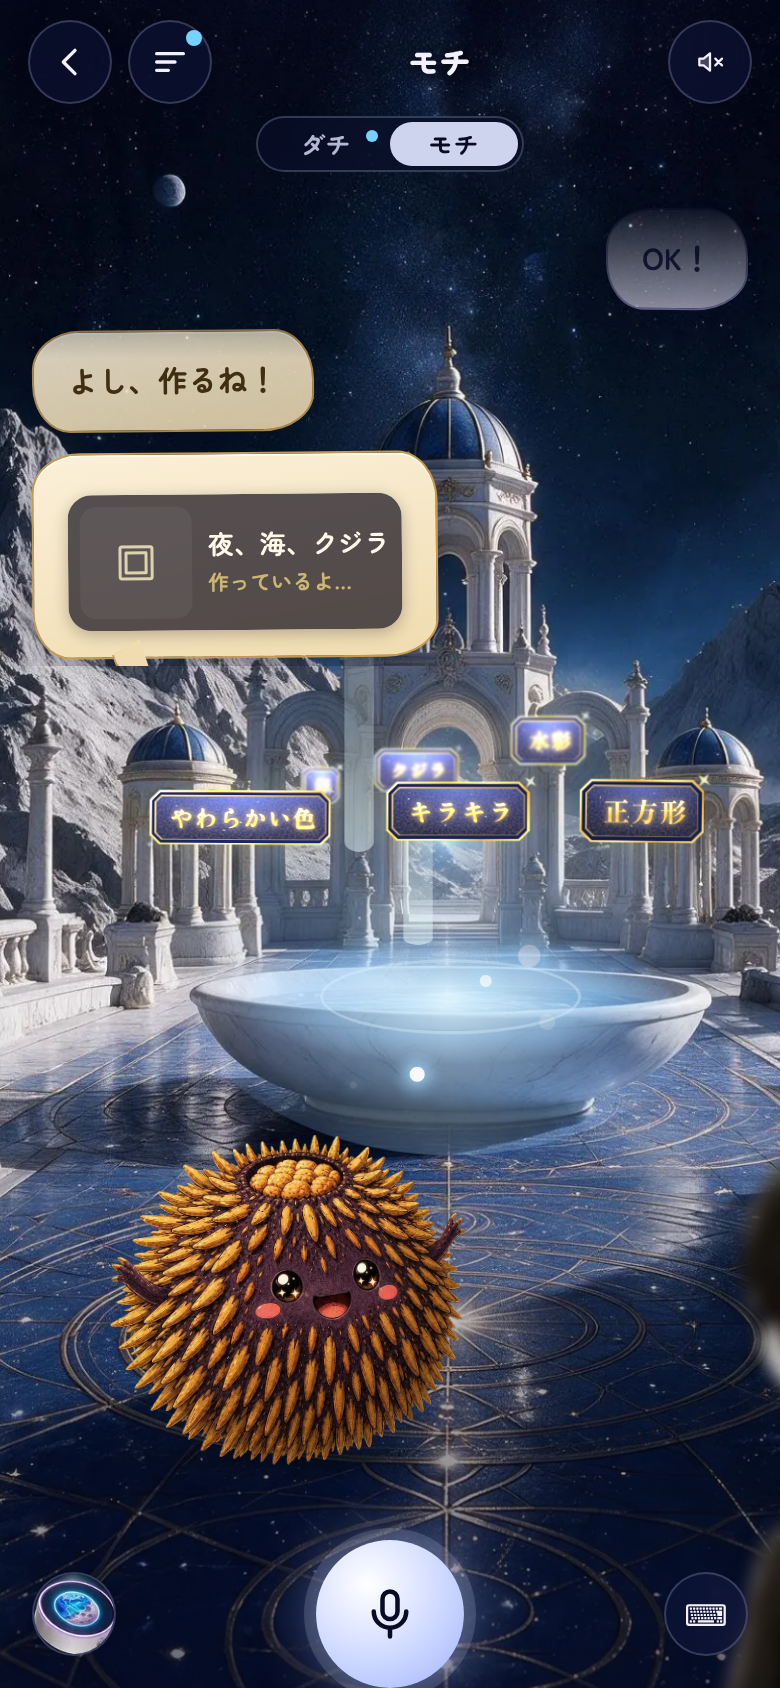 モチ
ダチ
モチ
OK！
よし、作るね！
夜、海、クジラ
作っているよ...
水彩
クジラ
やわらかい色
キラキラ
正方形